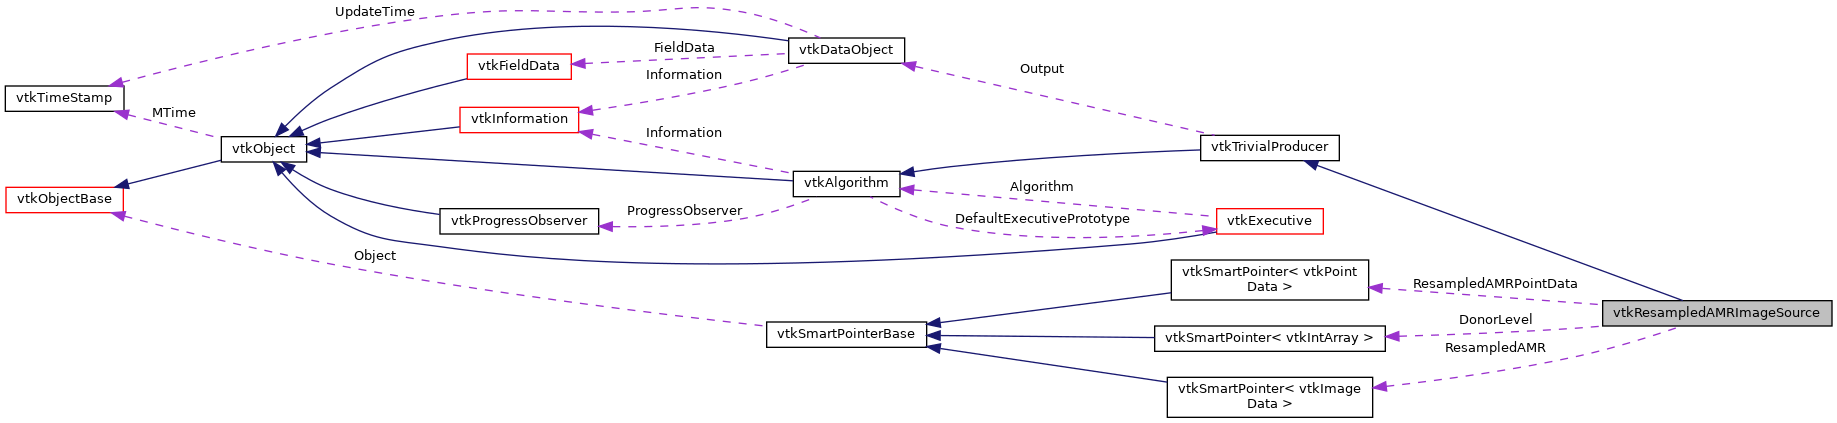 UpdateTime
vtkDataObject
FieldData
vtkFieldData
Output
Information
vtkTimeStamp
MTime
vtkInformation
Information
vtkObject
vtkTrivialProducer
vtkAlgorithm
Algorithm
vtkObjectBase
ProgressObserver
vtkProgressObserver
DefaultExecutivePrototype
vtkExecutive
Object
vtkSmartPointer< vtkPoint
Data >
ResampledAMRPointData
vtkResampledAMRImageSource
DonorLevel
vtkSmartPointerBase
vtkSmartPointer< vtkIntArray >
ResampledAMR
vtkSmartPointer< vtkImage
Data >